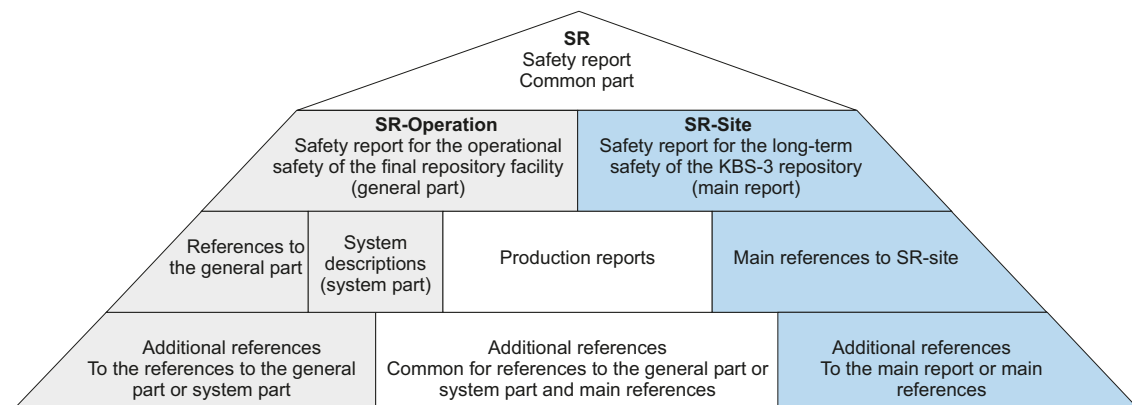 SR
Safety report
Common part
SR-Operation
Safety report for the operational
safety of the final repository facility
(general part)
SR-Site
Safety report for the long-term
safety of the KBS-3 repository
(main report)
References to
the general part
System
descriptions
(system part)
Production reports
Main references to SR-site
Additional references
To the references to the general
part or system part
Additional references
Common for references to the general part or
system part and main references
Additional references
To the main report or main
references